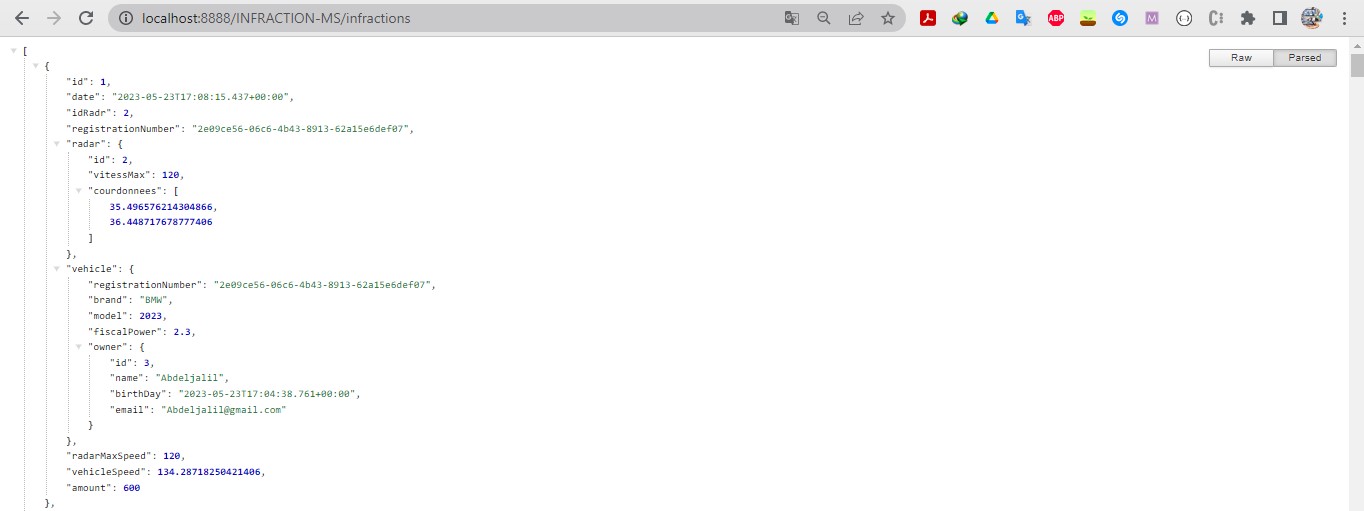 localhost:8888/INFRACTION-MS/infractions
ABP
M
Raw
Parsed
[
{
"id": 1,
"date": "2023-05-23T17:08:15.437+00:00",
"idRadr": 2,
"registrationNumber": "2e09ce56-06c6-4b43-8913-62a15e6def07",
"radar": {
"id": 2,
"vitessMax": 120,
"courdonnees": [
35.496576214304866,
36.448717678777406
]
},
"vehicle": {
"registrationNumber": "2e09ce56-06c6-4b43-8913-62a15e6def07",
"brand": "BMW",
"model": 2023,
"fiscalPower": 2.3,
"owner": {
"id": 3,
"name": "Abdeljalil",
"birthDay": "2023-05-23T17:04:38.761+00:00",
"email": "Abdeljalil@gmail.com"
}
},
"radarMaxSpeed": 120,
"vehicleSpeed": 134.28718250421406,
"amount": 600
},